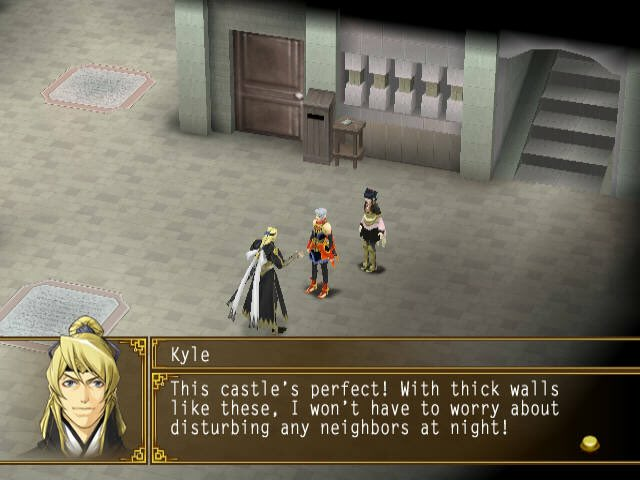 Kyle
This castle's perfect! With thick walls
like these, I won't have to worry about
disturbing any neighbors at night!